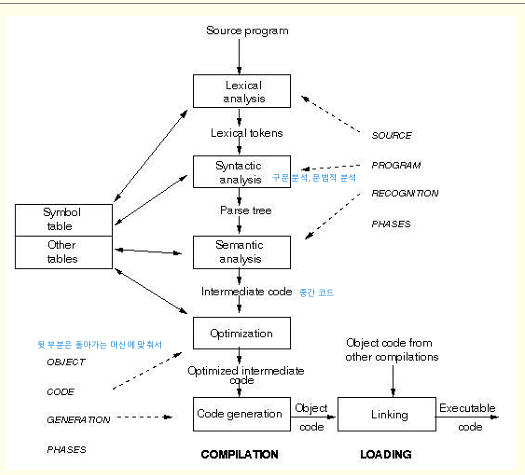 Source program
Lexical
analysis
Lexical tokens
SOURCE
Syntactic
analysis
구문 분석, 문법적 분석
PROGRAM
Parse tree
RECOGNITION
Symbol
table
PHASES
Other
tables
Semantic
analysis
Intermediate code 중간 코드
Optimization
뒷 부분은 돌아가는 머신에 맞춰서
OBJECT
Optimized intermediate
code
CODE
Object code from
other compilations
GENERATION
Code generation
Object
code
Linking
Executable
code
PHASES
COMPILATION
LOADING